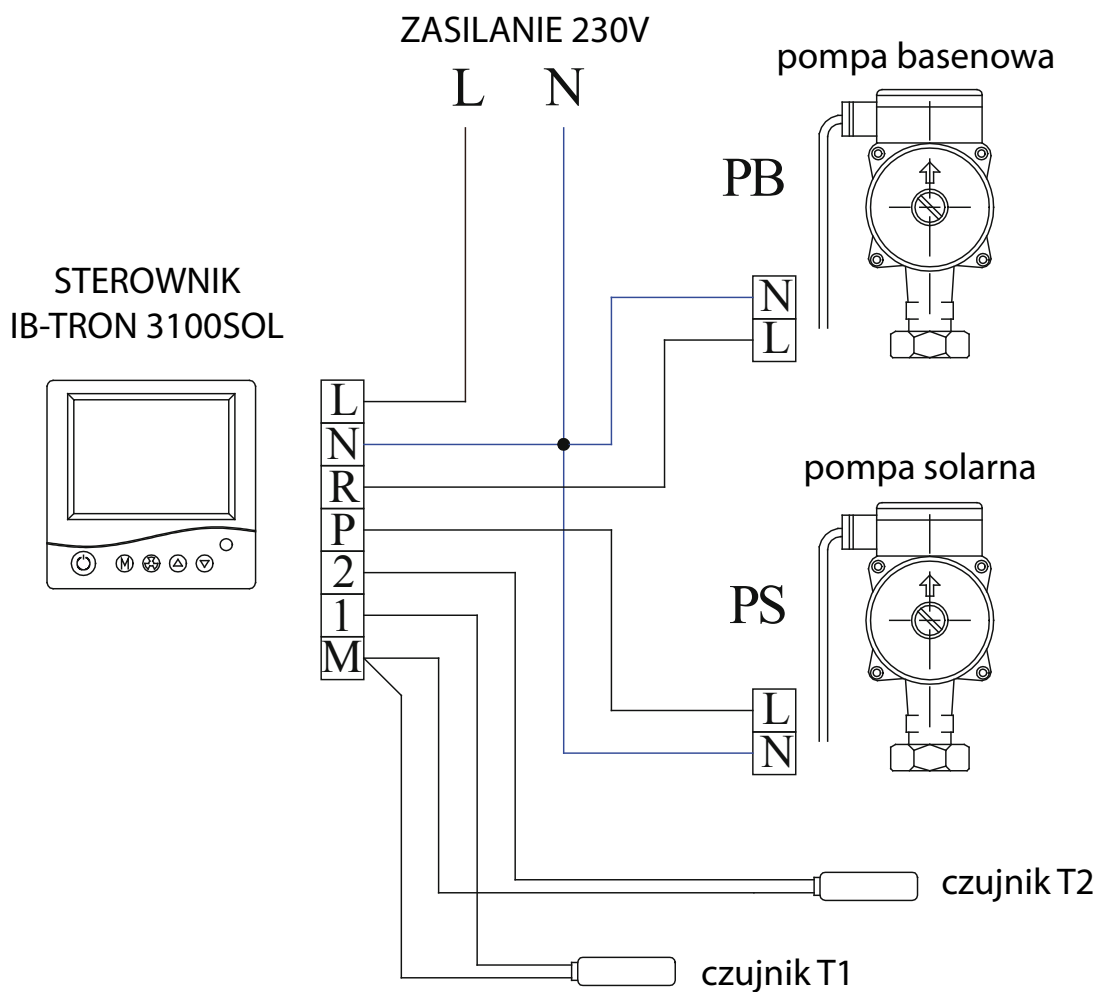 ZASILANIE 230V
L N
pompa basenowa
PB
N
L
STEROWNIK
IB-TRON 3100SOL
L
N
R
P
2
1
M
M
pompa solarna
PS
L
N
czujnik T2
czujnik T1